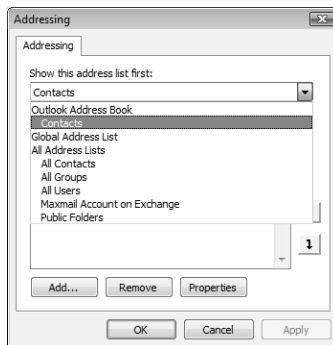 Addressing
Addressing
Show this address list first:
Contacts
Outlook Address Book
Contacts
Global Address List
All Address Lists
All Contacts
All Groups
All Users
Maxmail Account on Exchange
Public Folders
Add... Remove Properties
OK Cancel Apply